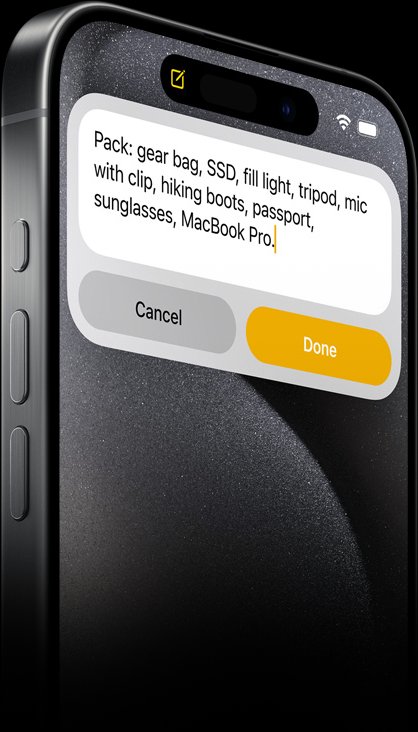 Pack: gear bag, SSD, fill light, tripod, mic
with clip, hiking boots, passport,
sunglasses, MacBook Pro.
Cancel
Done